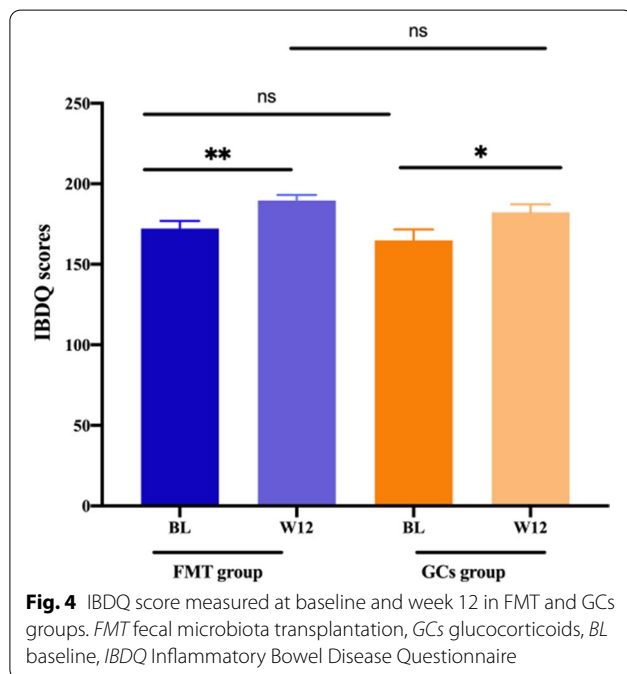 ns
ns
**
*
250
200
150
100
50
0
IBDQ scores
BL
W12
BL
W12
FMT group
GCs group
Fig. 4 IBDQ score measured at baseline and week 12 in FMT and GCs
groups. FMT fecal microbiota transplantation, GCs glucocorticoids, BL
baseline, IBDQ Inflammatory Bowel Disease Questionnaire